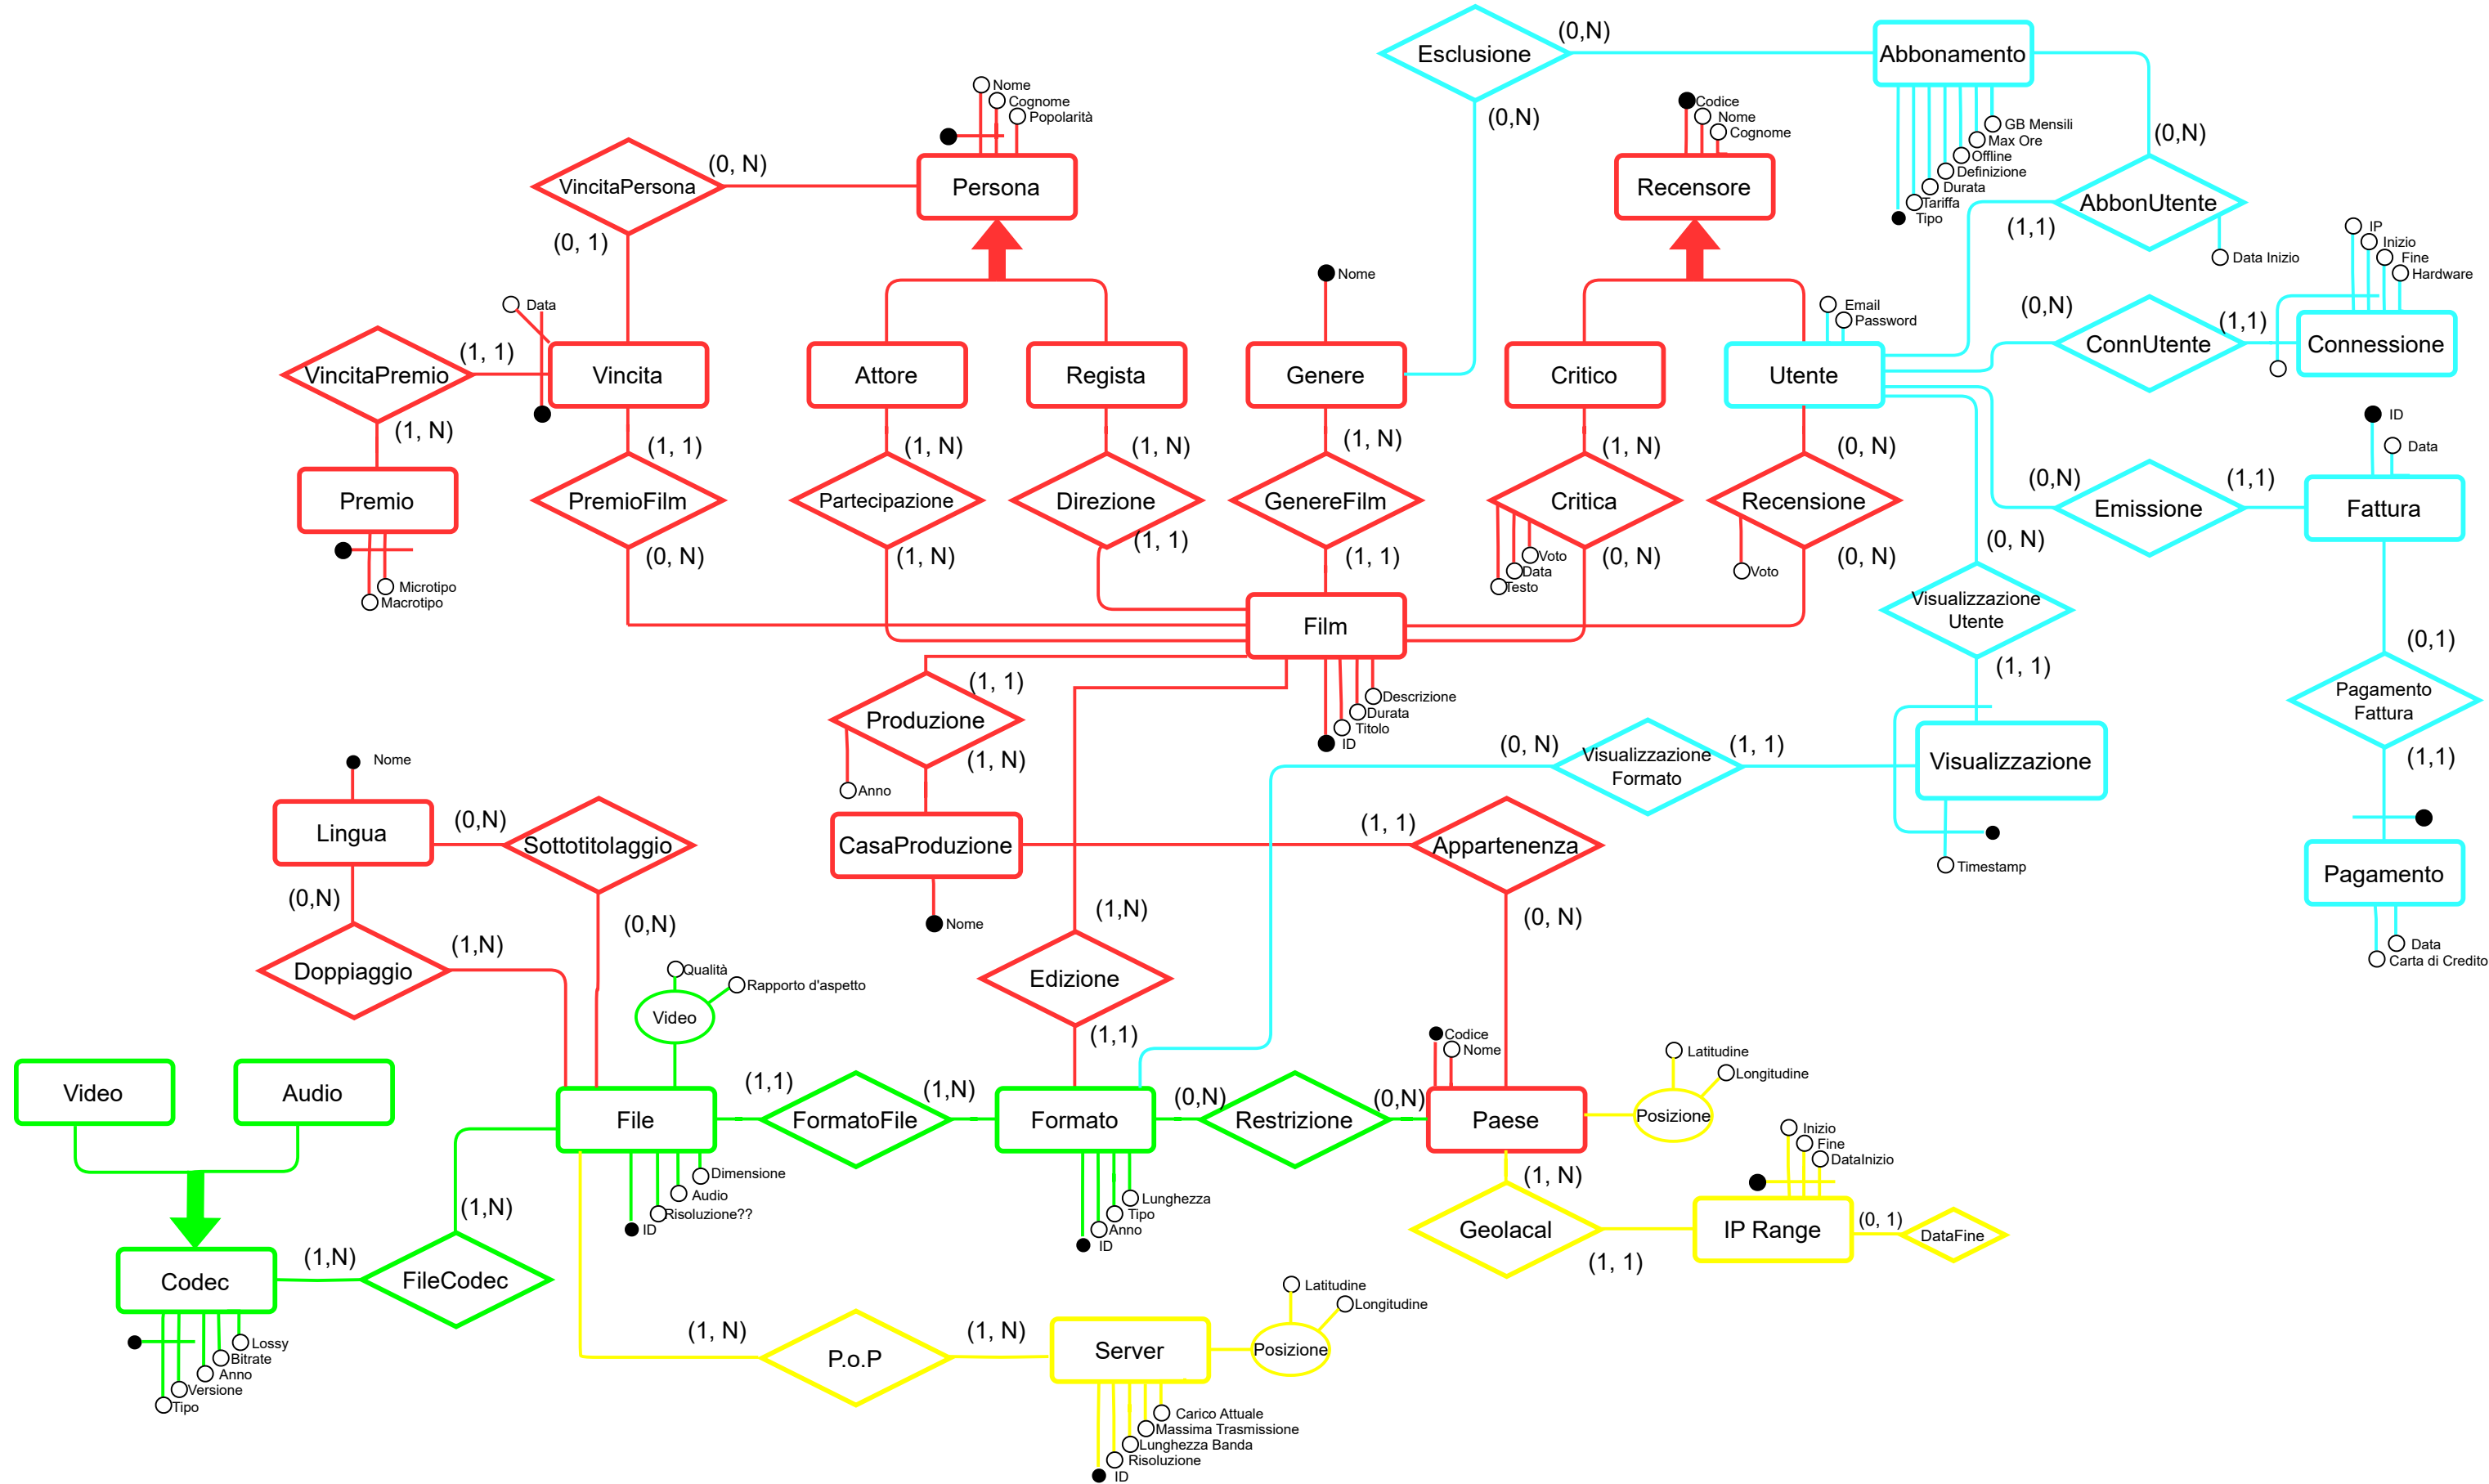 Esclusione
(0,N)
Abbonamento
(0,N)
GB Mensili
Max Ore
Offline
Definizione
Durata
Tariffa
Tipo
(0,N)
AbbonUtente
(1,1)
Data Inizio
Nome
Cognome
Popolarità
Persona
(0, N)
VincitaPersona
(0, 1)
Codice
Nome
Cognome
Recensore
IP
Inizio
Fine
Hardware
Connessione
(1,1)
ConnUtente
(0,N)
Email
Password
Utente
Critico
Nome
Genere
Regista
Attore
Data
Vincita
(1, 1)
VincitaPremio
(1, N)
Premio
Microtipo
Macrotipo
(1, 1)
PremioFilm
(0, N)
(1, N)
Partecipazione
(1, N)
(1, N)
Direzione
(1, 1)
(1, N)
GenereFilm
(1, 1)
(1, N)
Critica
(0, N)
Voto
Data
Testo
(0, N)
Recensione
(0, N)
Voto
(0,N)
Emissione
(1,1)
ID
Data
Fattura
(0, N)
Visualizzazione
Utente
(1, 1)
(0,1)
Pagamento
Fattura
(1,1)
Pagamento
Data
Carta di Credito
Film
Descrizione
Durata
Titolo
ID
(1, 1)
Produzione
(1, N)
Anno
CasaProduzione
Nome
(0, N)
Visualizzazione
Formato
(1, 1)
Visualizzazione
Timestamp
(1, 1)
Appartenenza
(0, N)
Nome
Lingua
(0,N)
Sottotitolaggio
(0,N)
(0,N)
Doppiaggio
(1,N)
(1,N)
Edizione
(1,1)
Qualità
Rapporto d'aspetto
Video
Video
Audio
File
Dimensione
Audio
Risoluzione??
ID
(1,1)
FormatoFile
(1,N)
Formato
Lunghezza
Tipo
Anno
ID
(0,N)
Restrizione
(0,N)
Codice
Nome
Paese
Latitudine
Longitudine
Posizione
(1, N)
Geolacal
(1, 1)
Inizio
Fine
DataInizio
IP Range
(0, 1)
DataFine
(1,N)
FileCodec
(1,N)
Codec
Lossy
Bitrate
Anno
Versione
Tipo
(1, N)
P.o.P
(1, N)
Server
Latitudine
Longitudine
Posizione
Carico Attuale
Massima Trasmissione
Lunghezza Banda
Risoluzione
ID